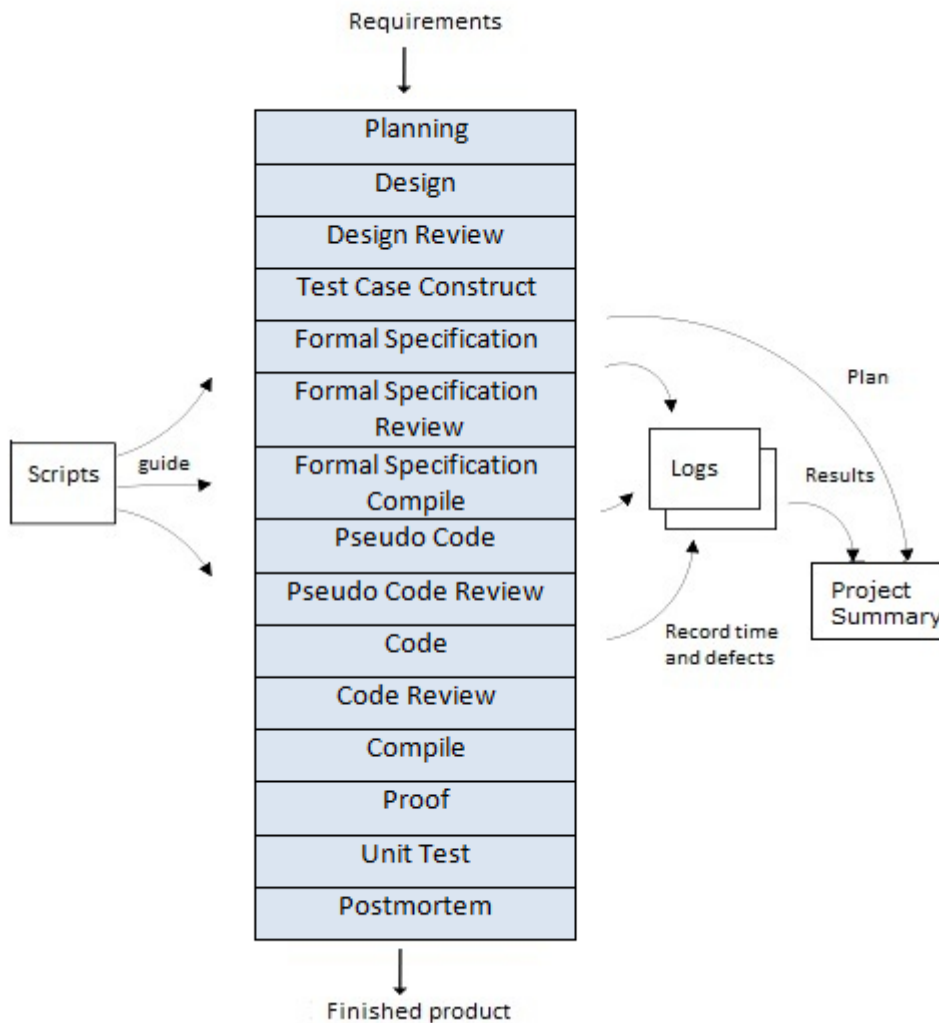 Requirements
Planning
Design
Design Review
Test Case Construct
Formal Specification
Formal Specification
Review
Formal Specification
Compile
Pseudo Code
Pseudo Code Review
Code
Code Review
Compile
Proof
Unit Test
Postmortem
Finished product
Scripts
guide
Logs
Plan
Results
Record time
and defects
Project
Summary